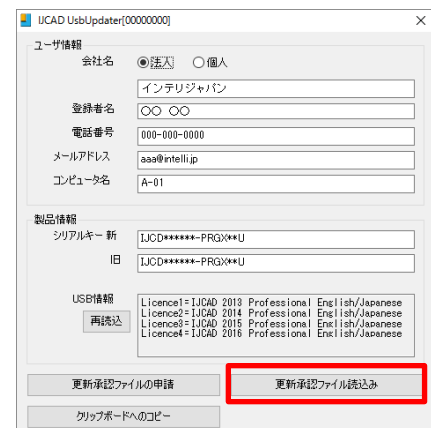 IJCAD UsbUpdater[00000000]
ユーザ情報
会社名 法人 個人
インテリジャパン
登録者名 ○○ ○○
電話番号 000-000-0000
メールアドレス aaa@intelli.jp
コンピュータ名 A-01
製品情報
シリアルキー 新 IJCD******-PRGX**U
旧 IJCD******-PRGX**U
USB情報
再読込
Licence1=IJCAD 2013 Professional English/Japanese
Licence2=IJCAD 2014 Professional English/Japanese
Licence3=IJCAD 2015 Professional English/Japanese
Licence4=IJCAD 2016 Professional English/Japanese
更新承認ファイルの申請 更新承認ファイル読込み
クリップボードへのコピー